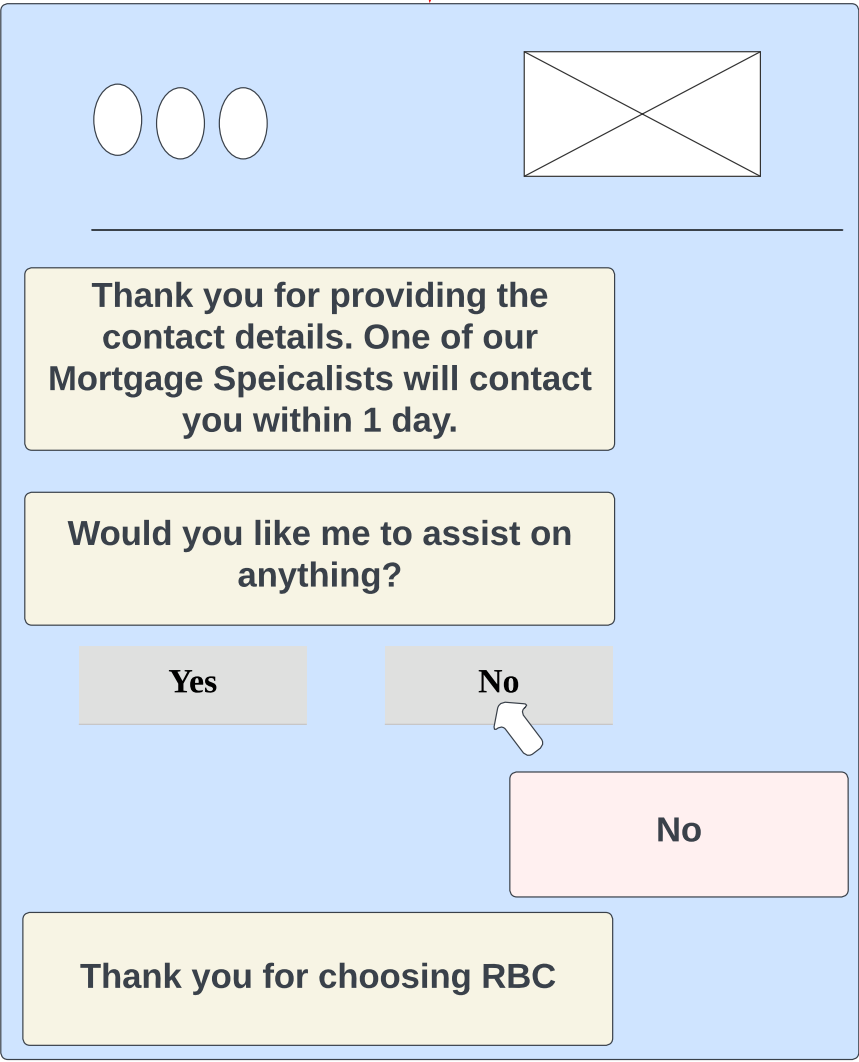 Thank you for providing the
contact details. One of our
Mortgage Speicalists will contact
you within 1 day.
Would you like me to assist on
anything?
Yes
No
No
Thank you for choosing RBC